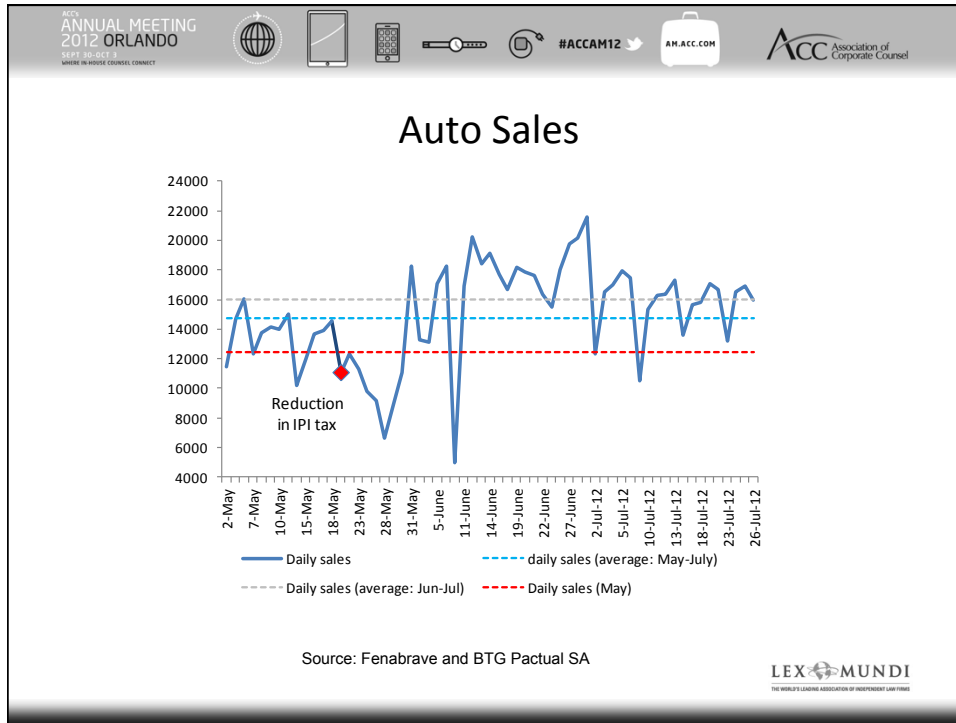 ACC's
ANNUAL MEETING
2012 ORLANDO
SEPT 30-OCT 3
WHERE IN-HOUSE COUNSEL CONNECT
#ACCAM12
AM.ACC.COM
ACC Association of
Corporate Counsel
Auto Sales
24000
22000
20000
18000
16000
14000
12000
10000
8000
6000
4000
Reduction
in IPI tax
2-May
7-May
10-May
15-May
18-May
23-May
28-May
31-May
5-June
11-June
14-June
19-June
22-June
27-June
2-Jul-12
5-Jul-12
10-Jul-12
13-Jul-12
18-Jul-12
23-Jul-12
26-Jul-12
Daily sales
daily sales (average: May-July)
Daily sales (average: Jun-Jul)
Daily sales (May)
Source: Fenabrave and BTG Pactual SA
LEX MUNDI
THE WORLD'S LEADING ASSOCIATION OF INDEPENDENT LAW FIRMS